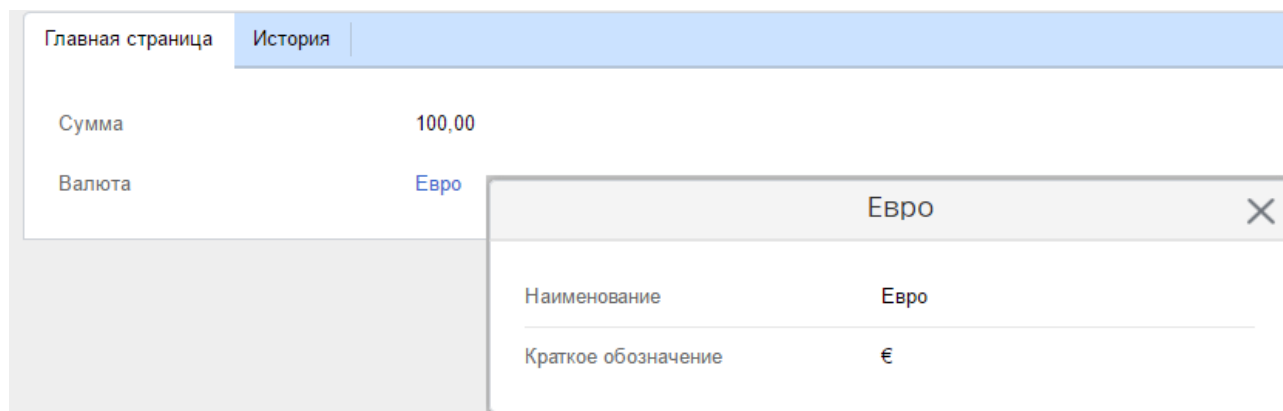 Главная страница История
Сумма 100,00
Валюта Евро
Евро
Наименование Евро
Краткое обозначение €